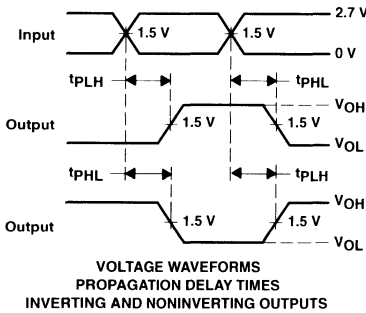 2.7 V
Input
1.5 V
1.5 V
0 V
tPLH
tPHL
VOH
Output
1.5 V
1.5 V
VOL
tPHL
tPLH
VOH
Output
1.5 V
1.5 V
VOL
VOLTAGE WAVEFORMS
PROPAGATION DELAY TIMES
INVERTING AND NONINVERTING OUTPUTS